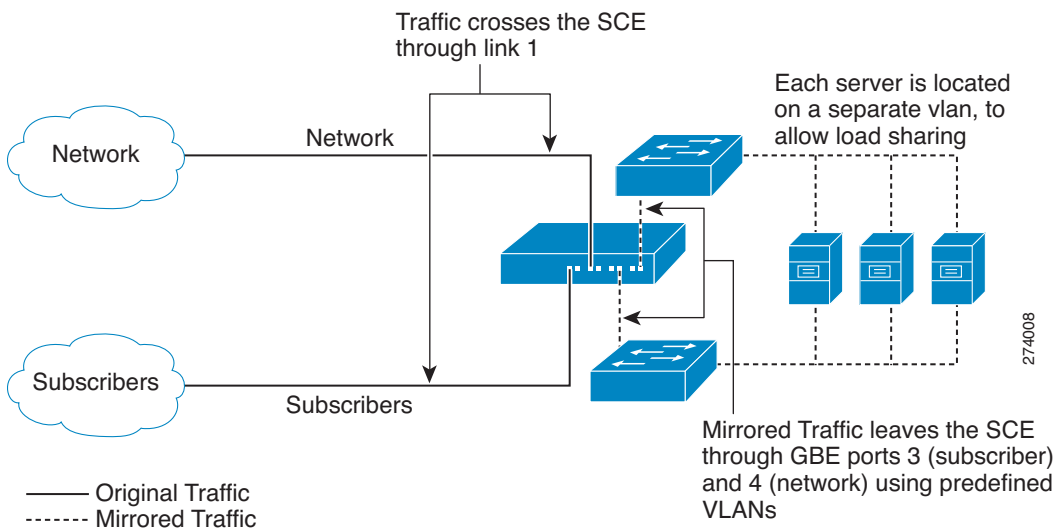 Traffic crosses the SCE
through link 1
Each server is located
on a separate vlan, to
allow load sharing
Network
Network
Subscribers
Subscribers
274008
Mirrored Traffic leaves the SCE
through GBE ports 3 (subscriber)
and 4 (network) using predefined
VLANs
Original Traffic
Mirrored Traffic